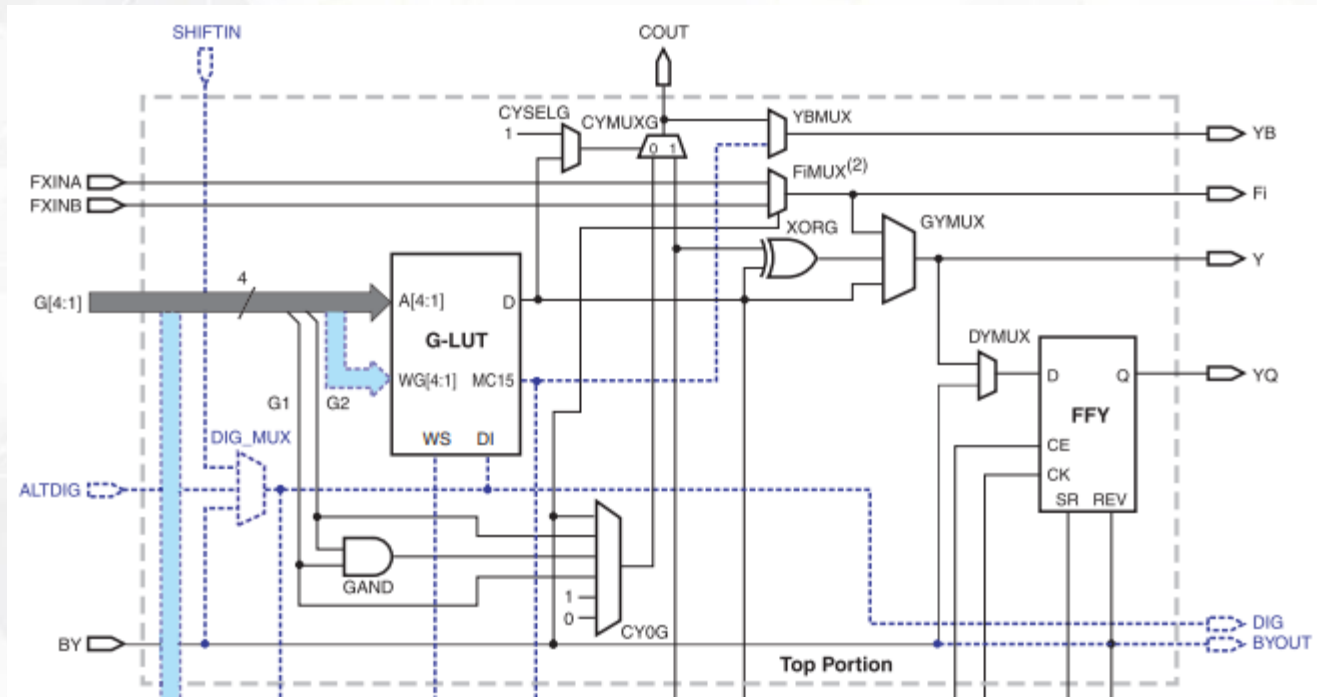 SHIFTIN
COUT
CYSELG
CYMUXG
YBMUX
1
0 1
YB
FXINA
FiMUX(2)
FXINB
Fi
XORG
GYMUX
Y
4
G[4:1]
A[4:1]
D
G-LUT
WG[4:1]
MC15
G1
G2
WS
DI
DYMUX
D
Q
YQ
FFY
CE
CK
SR
REV
DIG_MUX
ALTDIG
GAND
1
0
CY0G
DIG
BY
BYOUT
Top Portion